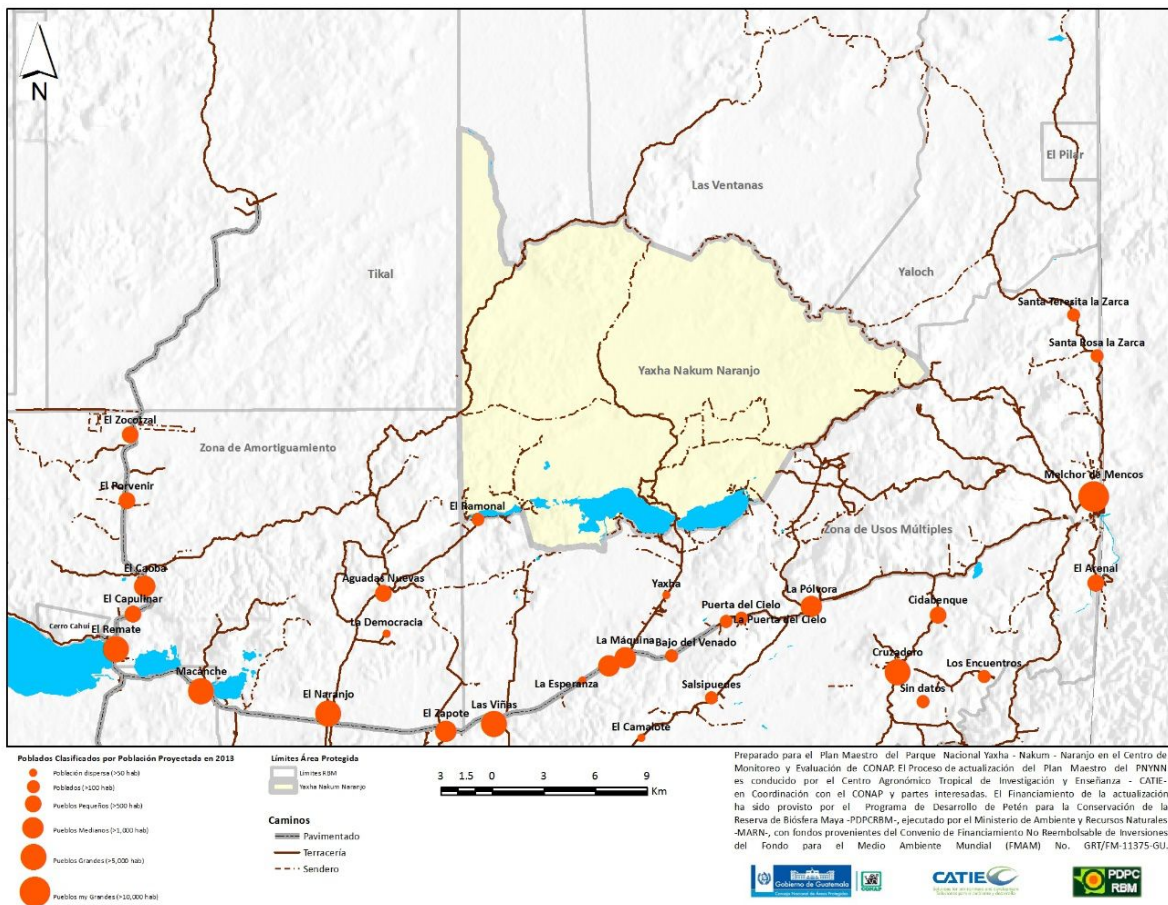 N
El Pilar
Las Ventanas
Tikal
Yaloch
Santa Teresita la Zarca
Santa Rosa la Zarca
Yaxha Nakum Naranjo
El Zocotzal
Zona de Amortiguamiento
Melchor de Mencos
El Porvenir
El Ramonal
Zona de Usos Múltiples
El Caoba
Aguadas Nuevas
Yaxha
La Pólvora
El Arenal
El Capulinar
Puerta del Cielo
Cidabenque
Cerro Cahui
La Democracia
La Puerta del Cielo
El Remate
La Máquina
Bajo del Venado
Cruzadero
Los Encuentros
Macanche
La Esperanza
Salsipuedes
Sin datos
El Naranjo
El Zapote
Las Viñas
El Camalote
Poblados Clasificados por Población Proyectada en 2013
Población dispersa (>50 hab)
Poblados (>100 hab)
Pueblos Pequeños (>500 hab)
Pueblos Medianos (>1,000 hab)
Pueblos Grandes (>5,000 hab)
Pueblos my Grandes (>10,000 hab)
Límites Área Protegida
Límites RBM
Yaxha Nakum Naranjo
Caminos
Pavimentado
Terracería
Sendero
3 1.5 0 3 6 9
Km
Preparado para el Plan Maestro del Parque Nacional Yaxha - Nakum - Naranjo en el Centro de
Monitoreo y Evaluación de CONAP. El Proceso de actualización del Plan Maestro del PNYNN
es conducido por el Centro Agronómico Tropical de Investigación y Enseñanza - CATIE-
en Coordinación con el CONAP y partes interesadas. El Financiamiento de la actualización
ha sido provisto por el Programa de Desarrollo de Petén para la Conservación de la
Reserva de Biósfera Maya -PDPCRBM-, ejecutado por el Ministerio de Ambiente y Recursos Naturales
-MARN-, con fondos provenientes del Convenio de Financiamiento No Reembolsable de Inversiones
del Fondo para el Medio Ambiente Mundial (FMAM) No. GRT/FM-11375-GU.
Gobierno de Guatemala
Consejo Nacional de Áreas Protegidas
CONAP
CATIE
PDPC
RBM